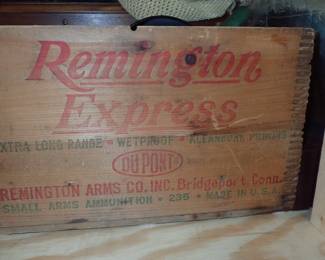 Remington
Express
EXTRA LONG RANGE • WETPROOF • KLEANBORE PRIMING
DU PONT
REMINGTON ARMS CO. INC. Bridgeport, Conn.
SMALL ARMS AMMUNITION • 235 • MADE IN U.S.A.